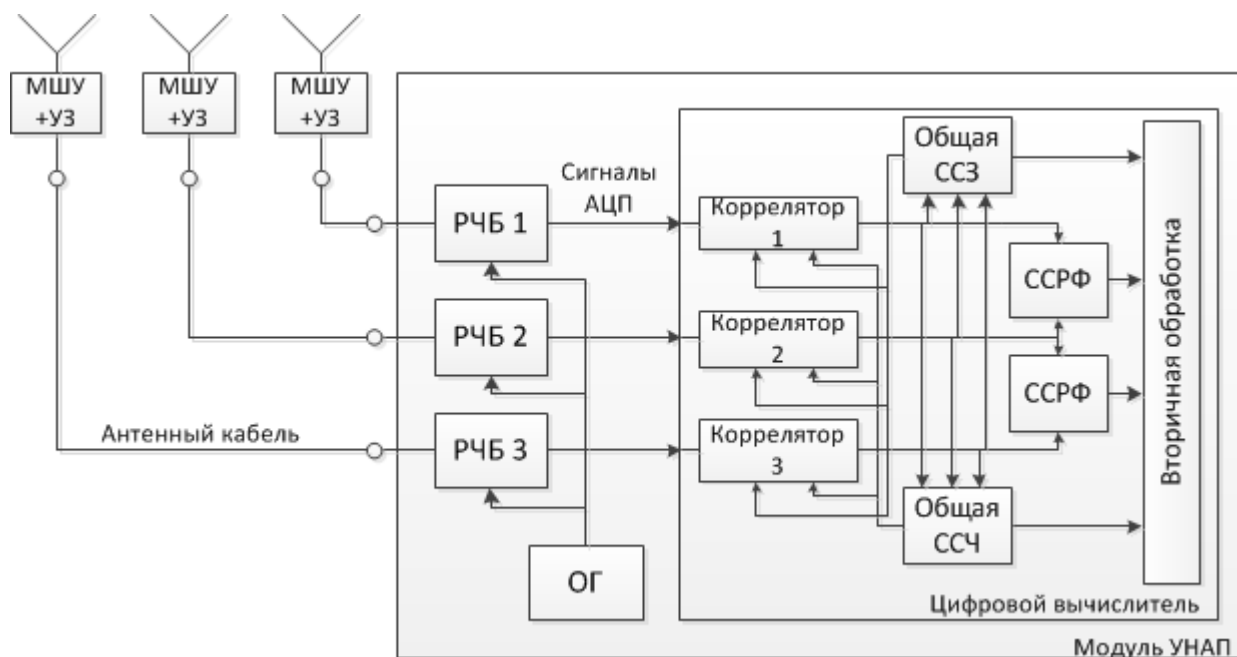 МШУ
+УЗ
МШУ
+УЗ
МШУ
+УЗ
Сигналы
АЦП
Антенный кабель
РЧБ 1
РЧБ 2
РЧБ 3
ОГ
Коррелятор
1
Коррелятор
2
Коррелятор
3
Общая
ССЗ
ССРФ
ССРФ
Общая
ССЧ
Вторичная обработка
Цифровой вычислитель
Модуль УНАП